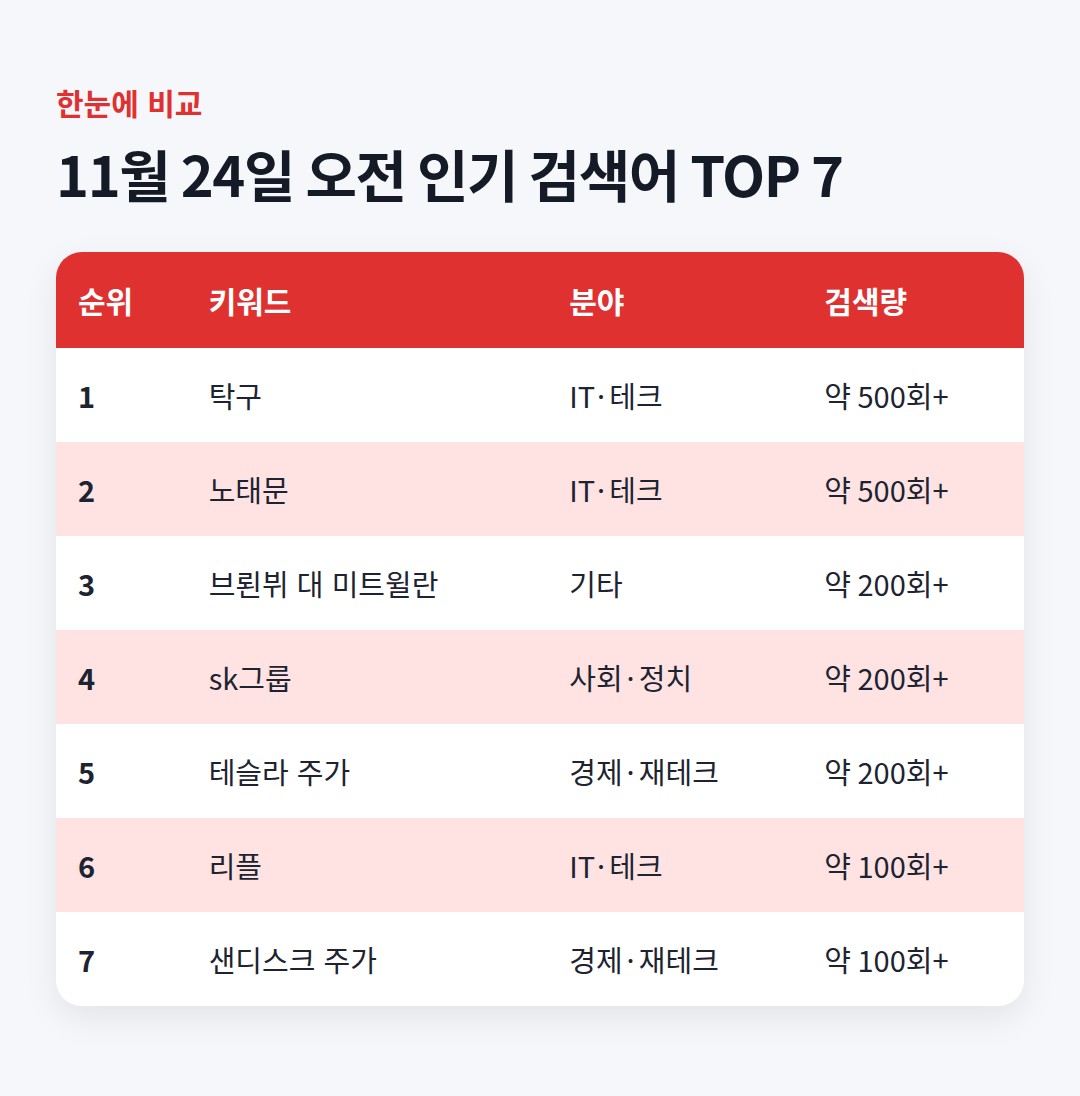 한눈에 비교
11월 24일 오전 인기 검색어 TOP 7
순위 키워드 분야 검색량
1 탁구 IT·테크 약 500회+
2 노태문 IT·테크 약 500회+
3 브륀뷔 대 미트윌란 기타 약 200회+
4 sk그룹 사회·정치 약 200회+
5 테슬라 주가 경제·재테크 약 200회+
6 리플 IT·테크 약 100회+
7 샌디스크 주가 경제·재테크 약 100회+